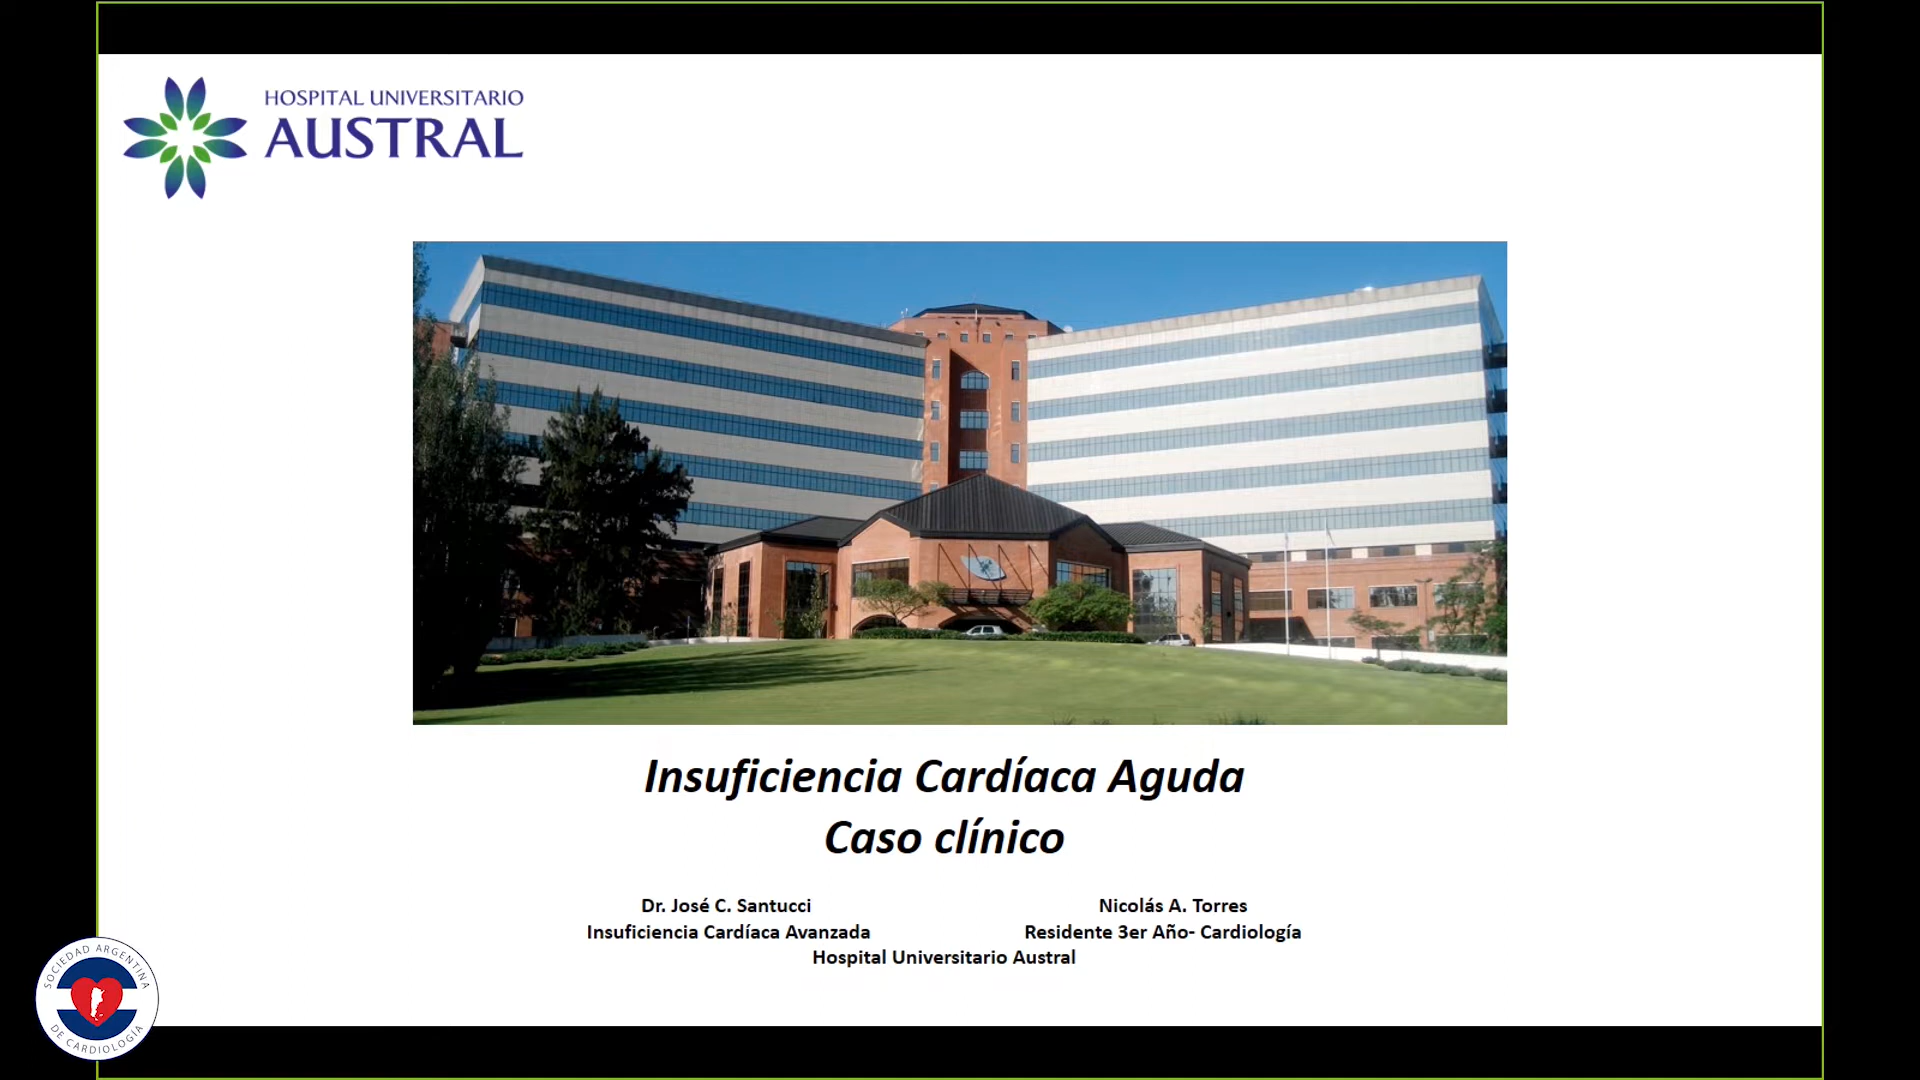 HOSPITAL UNIVERSITARIO
AUSTRAL
Insuficiencia Cardíaca Aguda
Caso clínico
Dr. José C. Santucci
Insuficiencia Cardíaca Avanzada
Nicolás A. Torres
Residente 3er Año- Cardiología
Hospital Universitario Austral
SOCIEDAD ARGENTINA
DE CARDIOLOGÍA